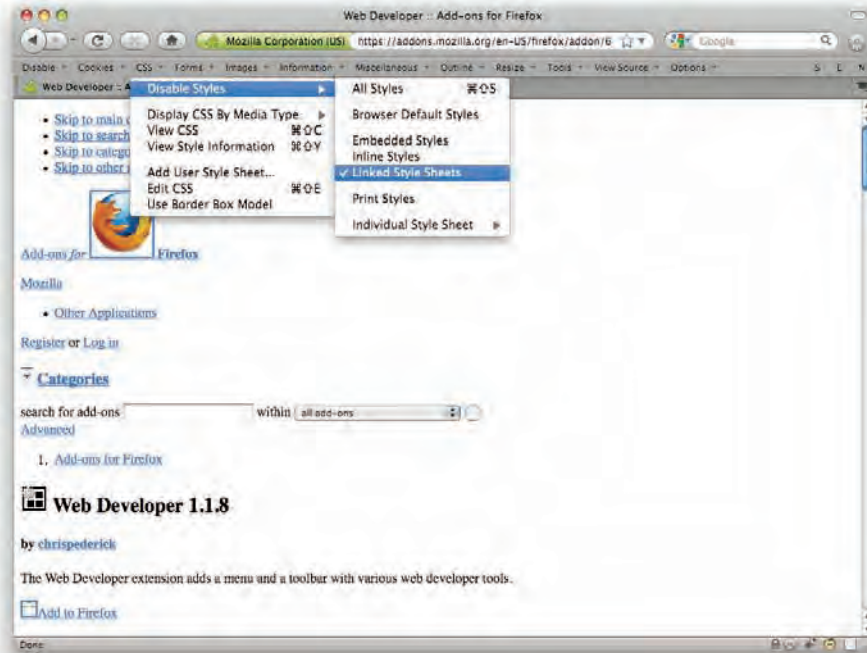 Web Developer :: Add-ons for Firefox
Mozilla Corporation (US) https://addons.mozilla.org/en-US/firefox/addon/6 Google
Disable Cookies CSS Forms Images Information Miscellaneous Outline Resize Tools View Source Options S E N
Web Developer :: A
Disable Styles
Display CSS By Media Type
View CSS ⌘⇧C
View Style Information ⌘⇧Y
Add User Style Sheet...
Edit CSS ⌘⇧E
Use Border Box Model
All Styles ⌘⇧S
Browser Default Styles
Embedded Styles
Inline Styles
✓ Linked Style Sheets
Print Styles
Individual Style Sheet
• Skip to main
• Skip to search
• Skip to catego
• Skip to other
Add-ons for Firefox
Mozilla
• Other Applications
Register or Log in
Categories
search for add-ons within all add-ons
Advanced
1. Add-ons for Firefox
Web Developer 1.1.8
by chrispederick
The Web Developer extension adds a menu and a toolbar with various web developer tools.
Add to Firefox
Done